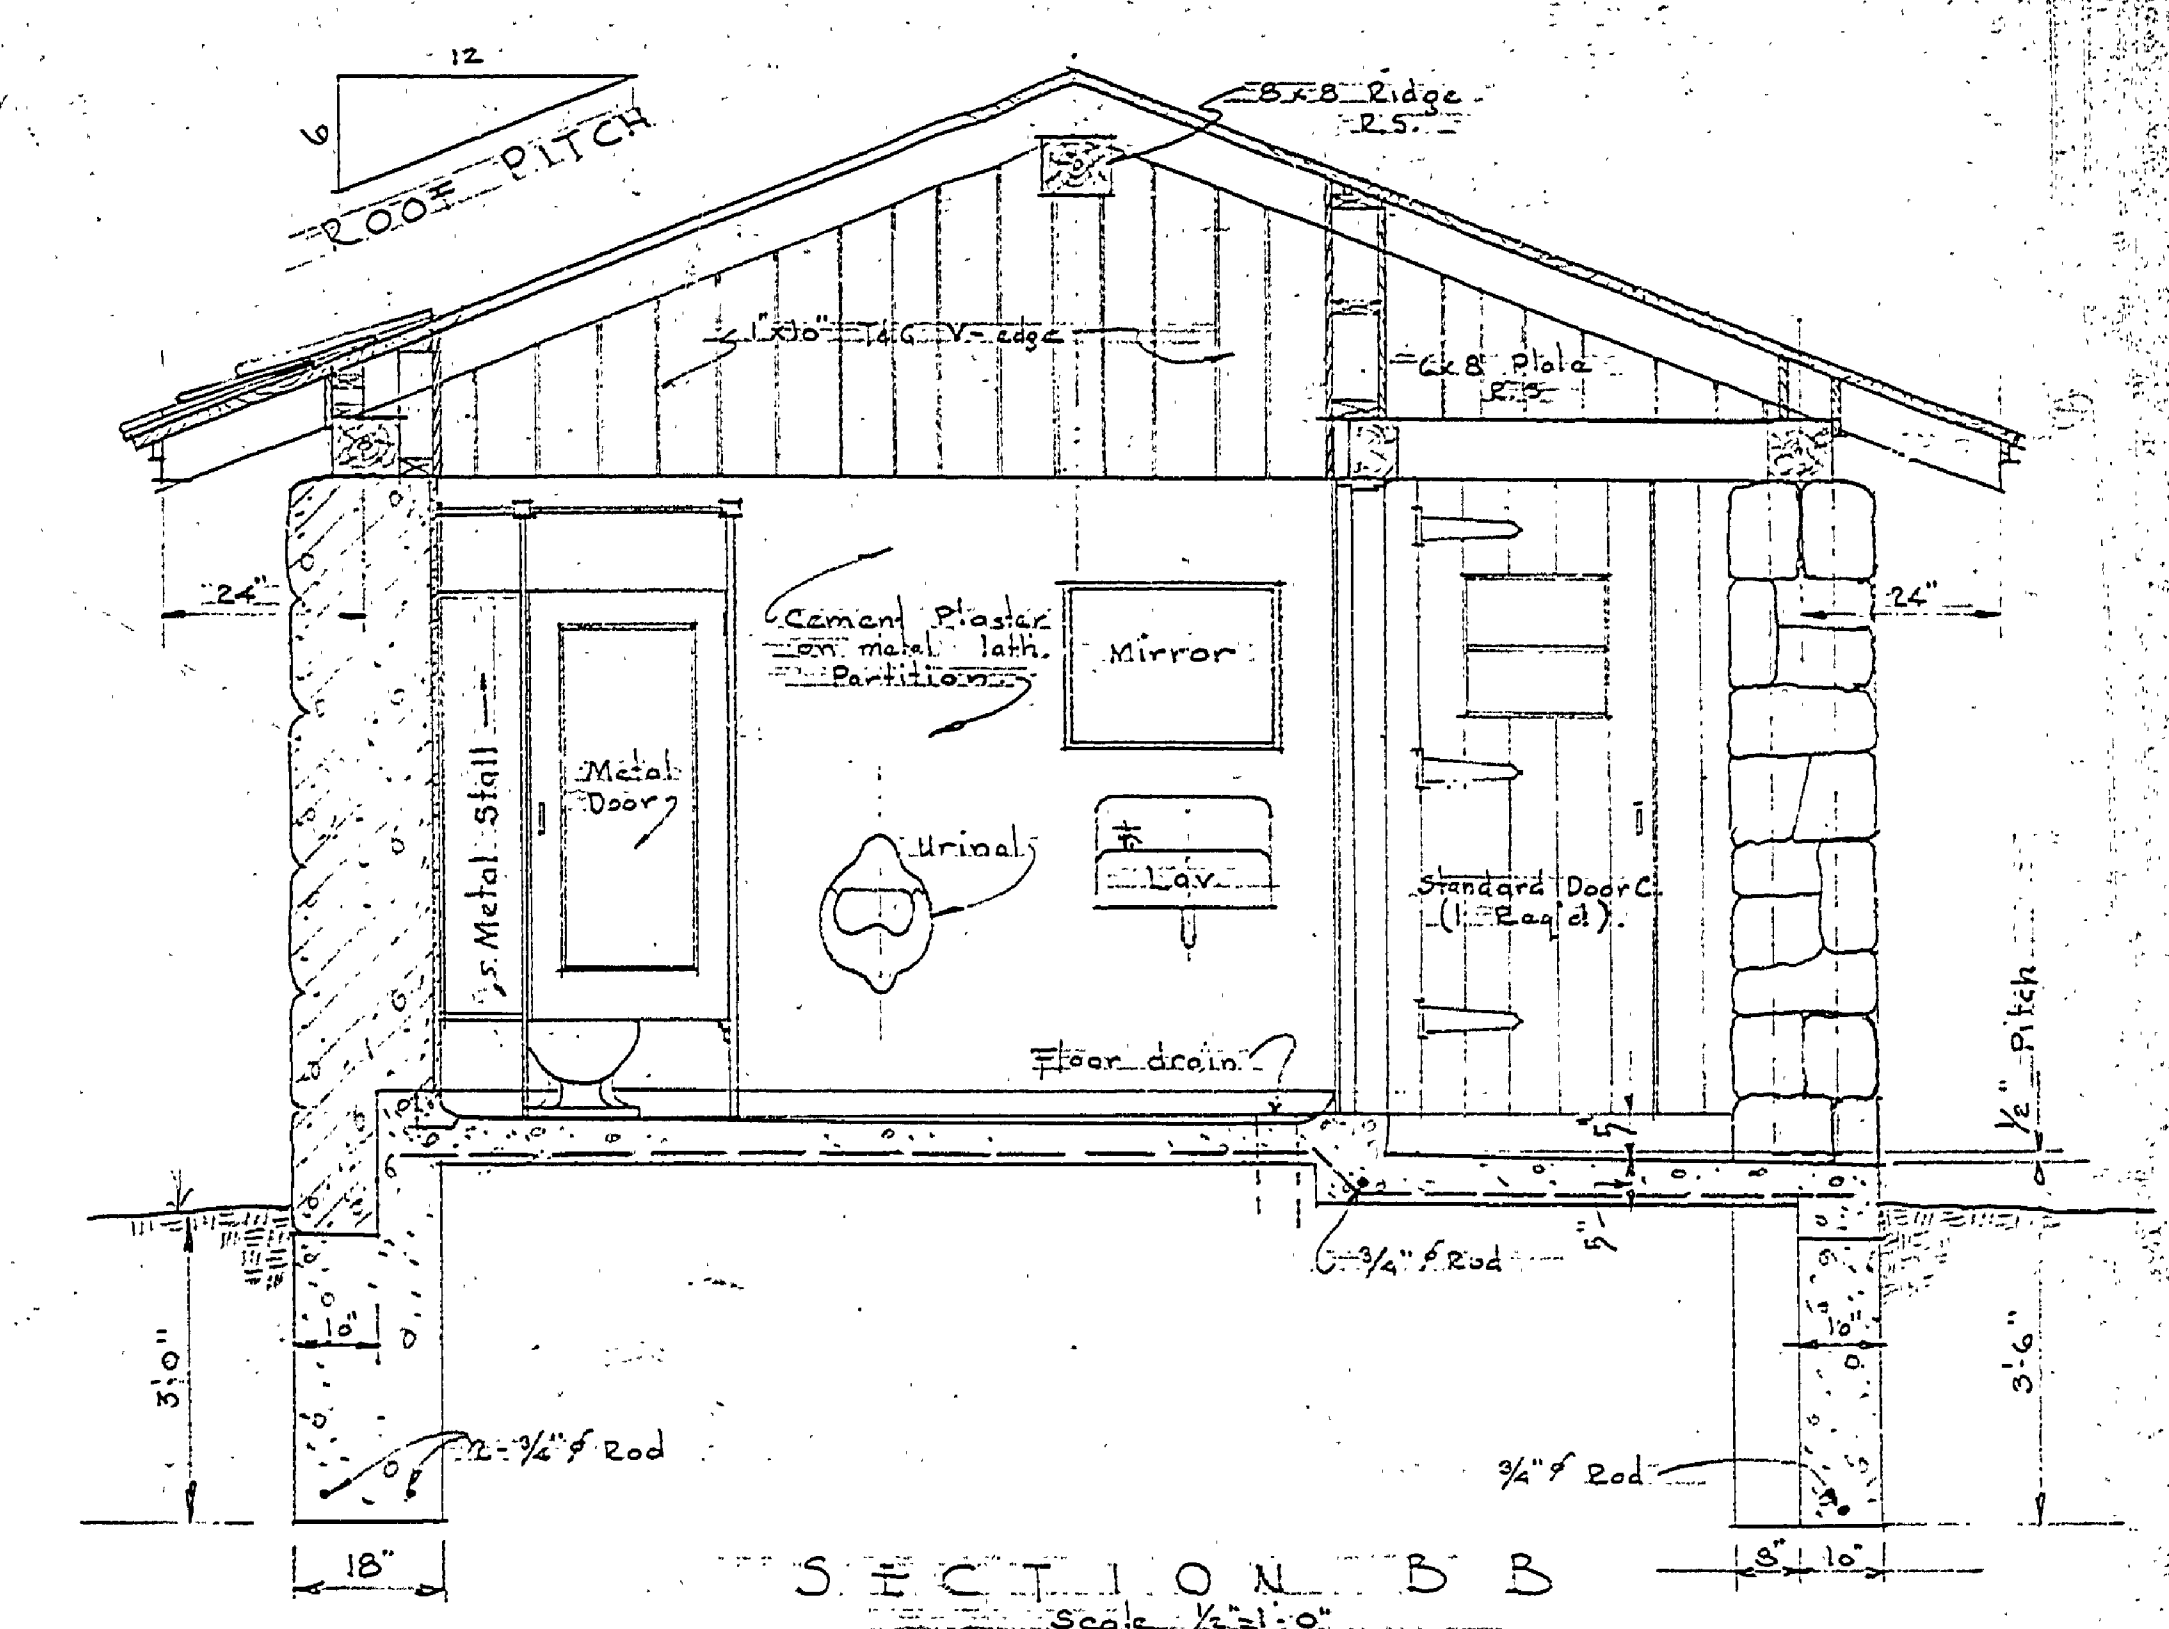 12
6
ROOF PITCH
8x8 Ridge
R.S.
1"x10" T&G V-edge
6x8 Plate
R.S.
24"
24"
Cement Plaster
on metal lath.
Partition
Mirror
Metal Stall
Metal
Door
Urinal
Lav.
Standard Door C.
(1 Req'd).
Floor drain
1/2" Pitch
5"
5"
3/4" ϕ Rod
10"
10"
3'-0"
3'-6"
2-3/4" ϕ Rod
3/4" ϕ Rod
18"
8"
10"
SECTION BB
Scale 1/2"=1'-0"